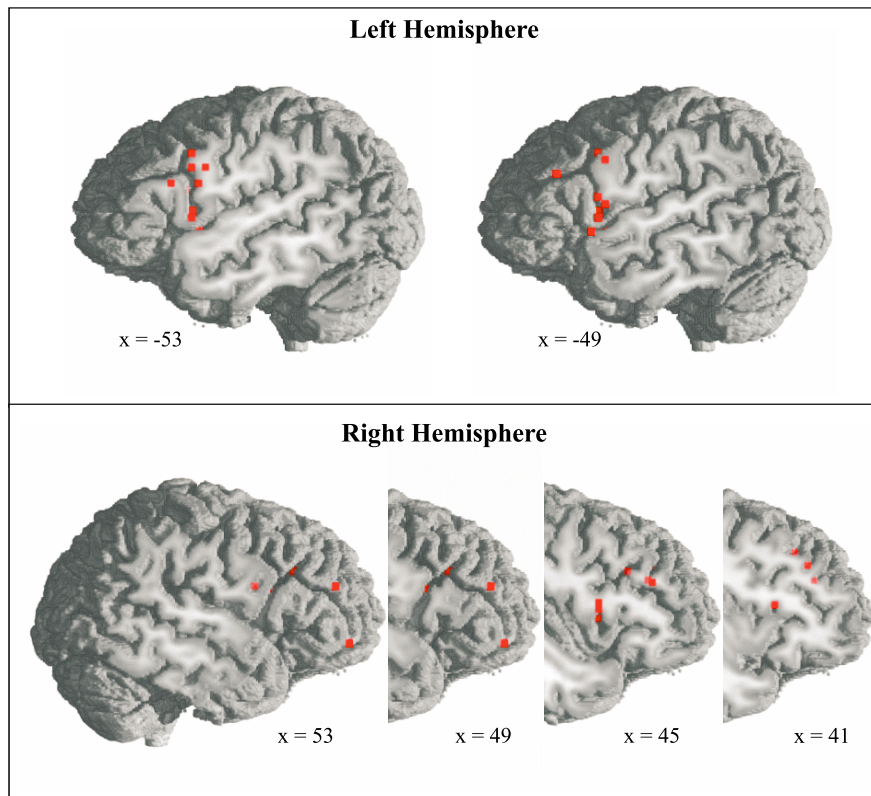 Left Hemisphere
x = -53
x = -49
Right Hemisphere
x = 53
x = 49
x = 45
x = 41